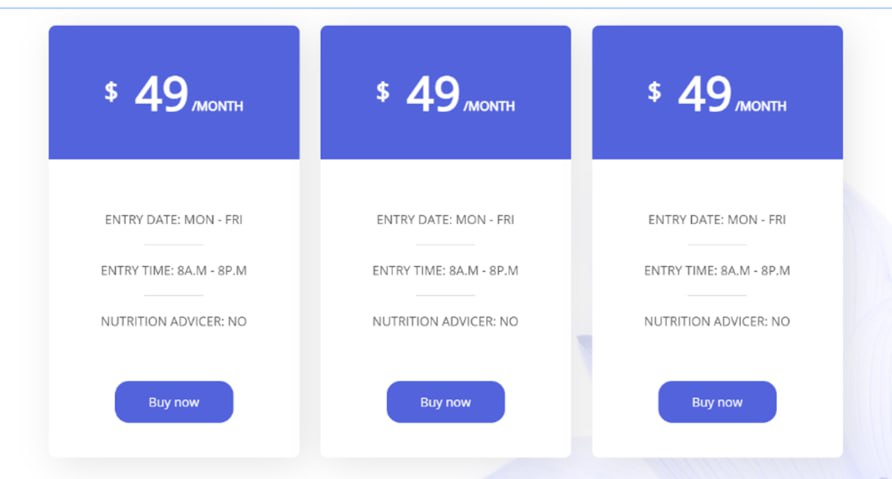 $ 49 /MONTH
ENTRY DATE: MON - FRI
ENTRY TIME: 8A.M - 8P.M
NUTRITION ADVICER: NO
Buy now
$ 49 /MONTH
ENTRY DATE: MON - FRI
ENTRY TIME: 8A.M - 8P.M
NUTRITION ADVICER: NO
Buy now
$ 49 /MONTH
ENTRY DATE: MON - FRI
ENTRY TIME: 8A.M - 8P.M
NUTRITION ADVICER: NO
Buy now